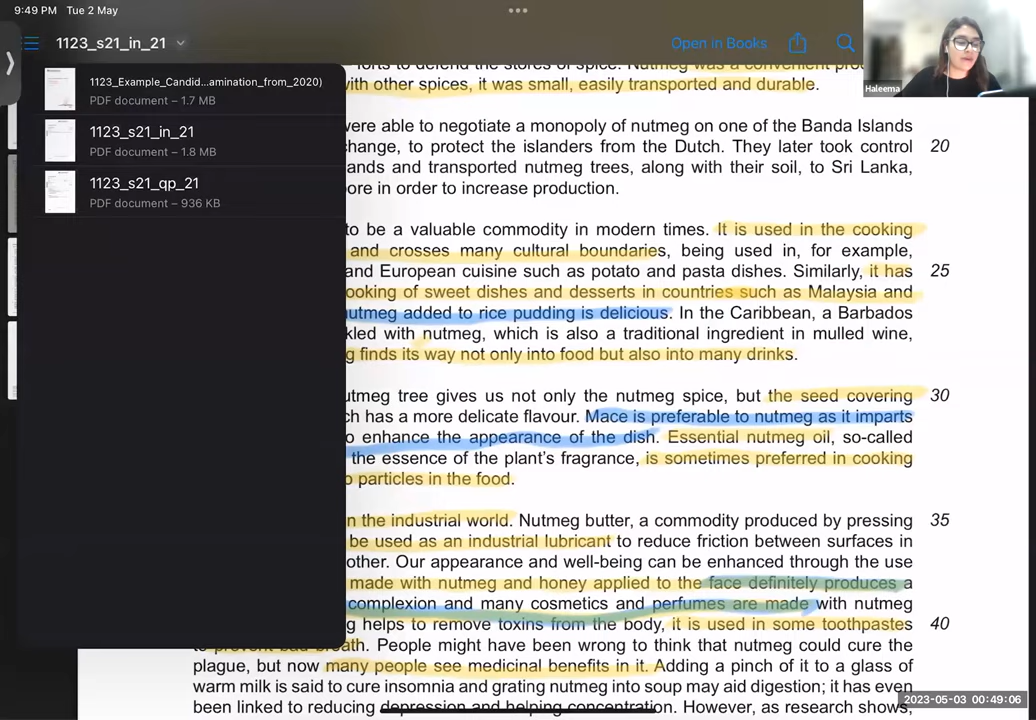 9:49 PM Tue 2 May
1123_s21_in_21
Open in Books
Haleema
1123_Example_Candid...amination_from_2020)
PDF document – 1.7 MB
1123_s21_in_21
PDF document – 1.8 MB
1123_s21_qp_21
PDF document – 936 KB
forts to defend the stores of spice. Nutmeg was a convenient
with other spices, it was small, easily transported and durable.
were able to negotiate a monopoly of nutmeg on one of the Banda Islands
change, to protect the islanders from the Dutch. They later took control 20
ands and transported nutmeg trees, along with their soil, to Sri Lanka,
ore in order to increase production.
to be a valuable commodity in modern times. It is used in the cooking
and crosses many cultural boundaries, being used in, for example,
and European cuisine such as potato and pasta dishes. Similarly, it has 25
ooking of sweet dishes and desserts in countries such as Malaysia and
utmeg added to rice pudding is delicious. In the Caribbean, a Barbados
kled with nutmeg, which is also a traditional ingredient in mulled wine,
g finds its way not only into food but also into many drinks.
utmeg tree gives us not only the nutmeg spice, but the seed covering 30
ch has a more delicate flavour. Mace is preferable to nutmeg as it imparts
o enhance the appearance of the dish. Essential nutmeg oil, so-called
the essence of the plant's fragrance, is sometimes preferred in cooking
o particles in the food.
n the industrial world. Nutmeg butter, a commodity produced by pressing 35
be used as an industrial lubricant to reduce friction between surfaces in
other. Our appearance and well-being can be enhanced through the use
made with nutmeg and honey applied to the face definitely produces a
complexion and many cosmetics and perfumes are made with nutmeg
g helps to remove toxins from the body, it is used in some toothpastes 40
to prevent bad breath. People might have been wrong to think that nutmeg could cure the
plague, but now many people see medicinal benefits in it. Adding a pinch of it to a glass of
warm milk is said to cure insomnia and grating nutmeg into soup may aid digestion; it has even
been linked to reducing depression and helping concentration. However, as research shows,
2023-05-03 00:49:06